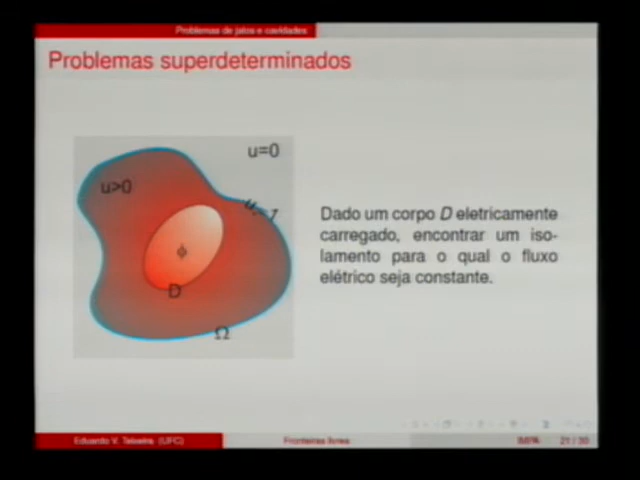 Problemas de jatos e cavidades
Problemas superdeterminados
u=0
u>0
ϕ
D
Ω
Dado um corpo D eletricamente
carregado, encontrar um iso-
lamento para o qual o fluxo
elétrico seja constante.
Eduardo V. Teixeira (UFC)
Fronteiras livres
IMPA
21 / 30